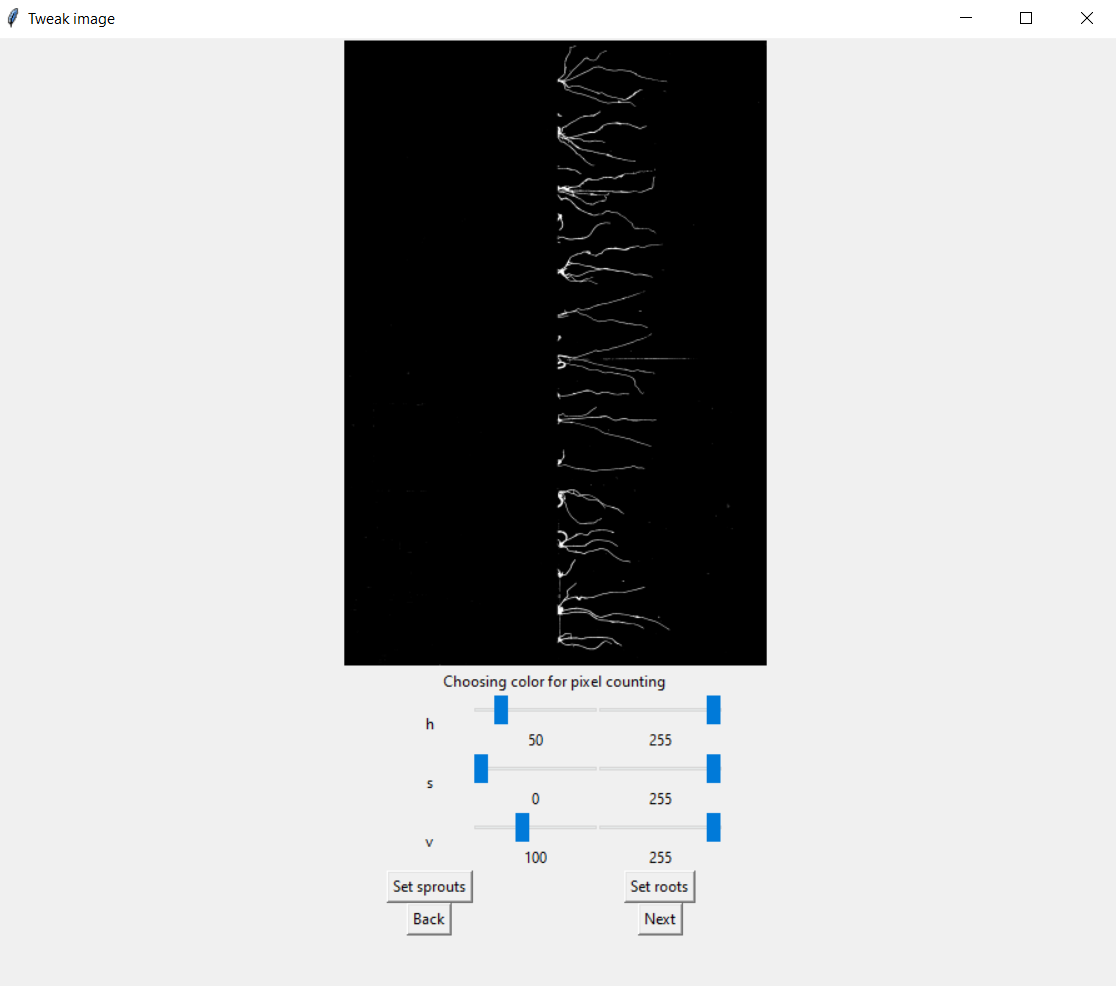 Tweak image
Choosing color for pixel counting
h
50 255
s
0 255
v
100 255
Set sprouts Set roots
Back Next